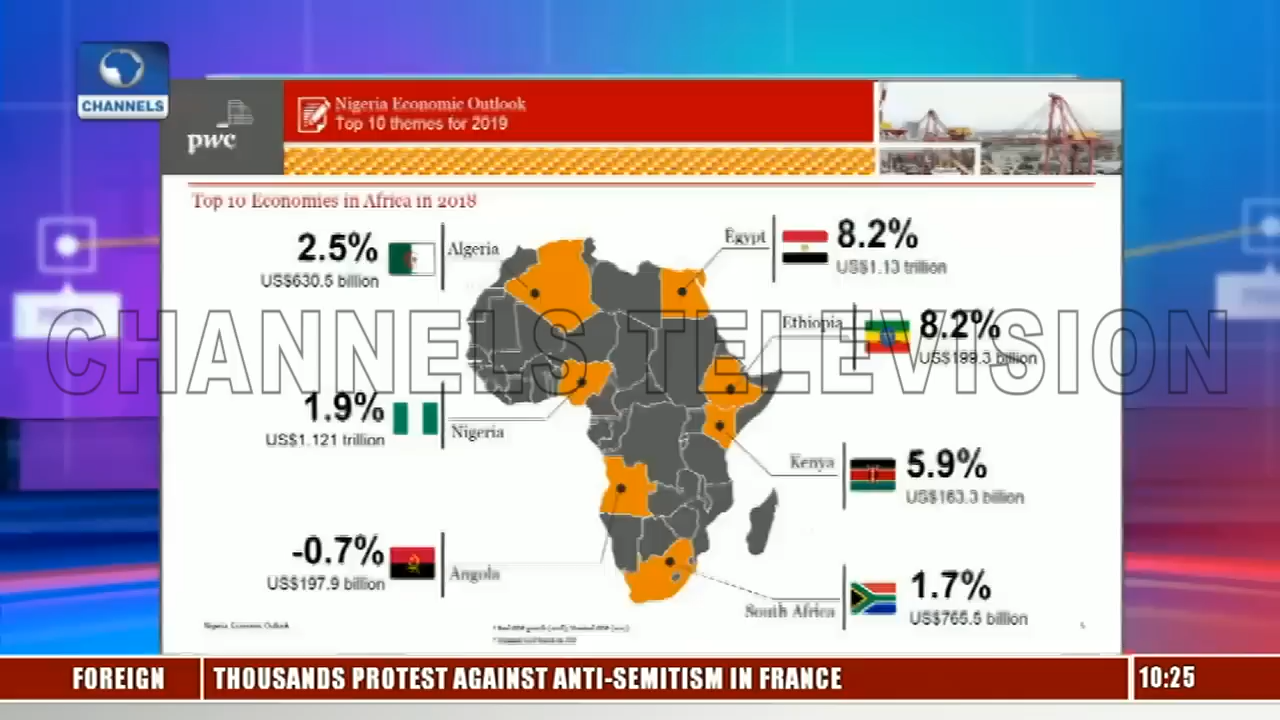 CHANNELS
pwc
Nigeria Economic Outlook
Top 10 themes for 2019
Top 10 Economies in Africa in 2018
2.5%
US$630.5 billion
Algeria
Egypt
8.2%
US$1.13 trillion
Ethiopia
8.2%
US$199.3 billion
CHANNELS TELEVISION
1.9%
US$1.121 trillion
Nigeria
Kenya
5.9%
US$163.3 billion
-0.7%
US$197.9 billion
Angola
South Africa
1.7%
US$765.5 billion
Nigeria Economic Outlook
FOREIGN
THOUSANDS PROTEST AGAINST ANTI-SEMITISM IN FRANCE
10:25